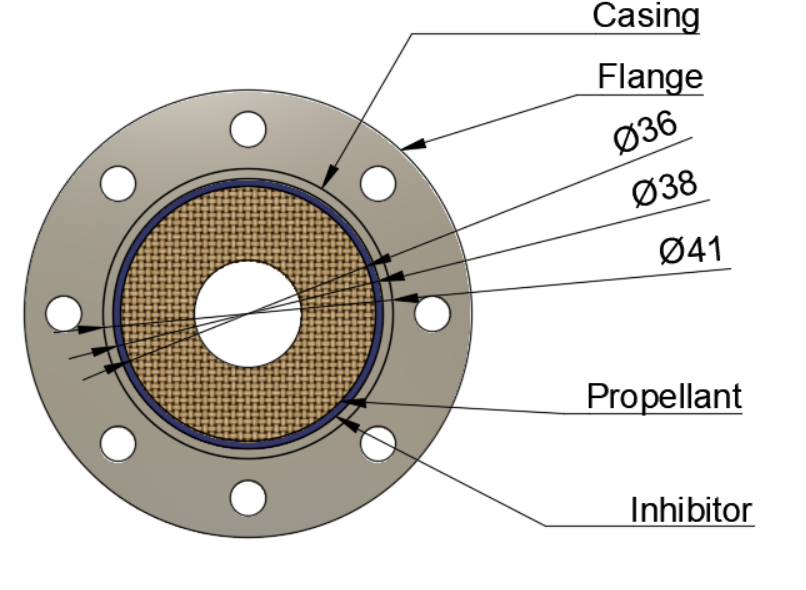 Casing
Flange
Ø36
Ø38
Ø41
Propellant
Inhibitor